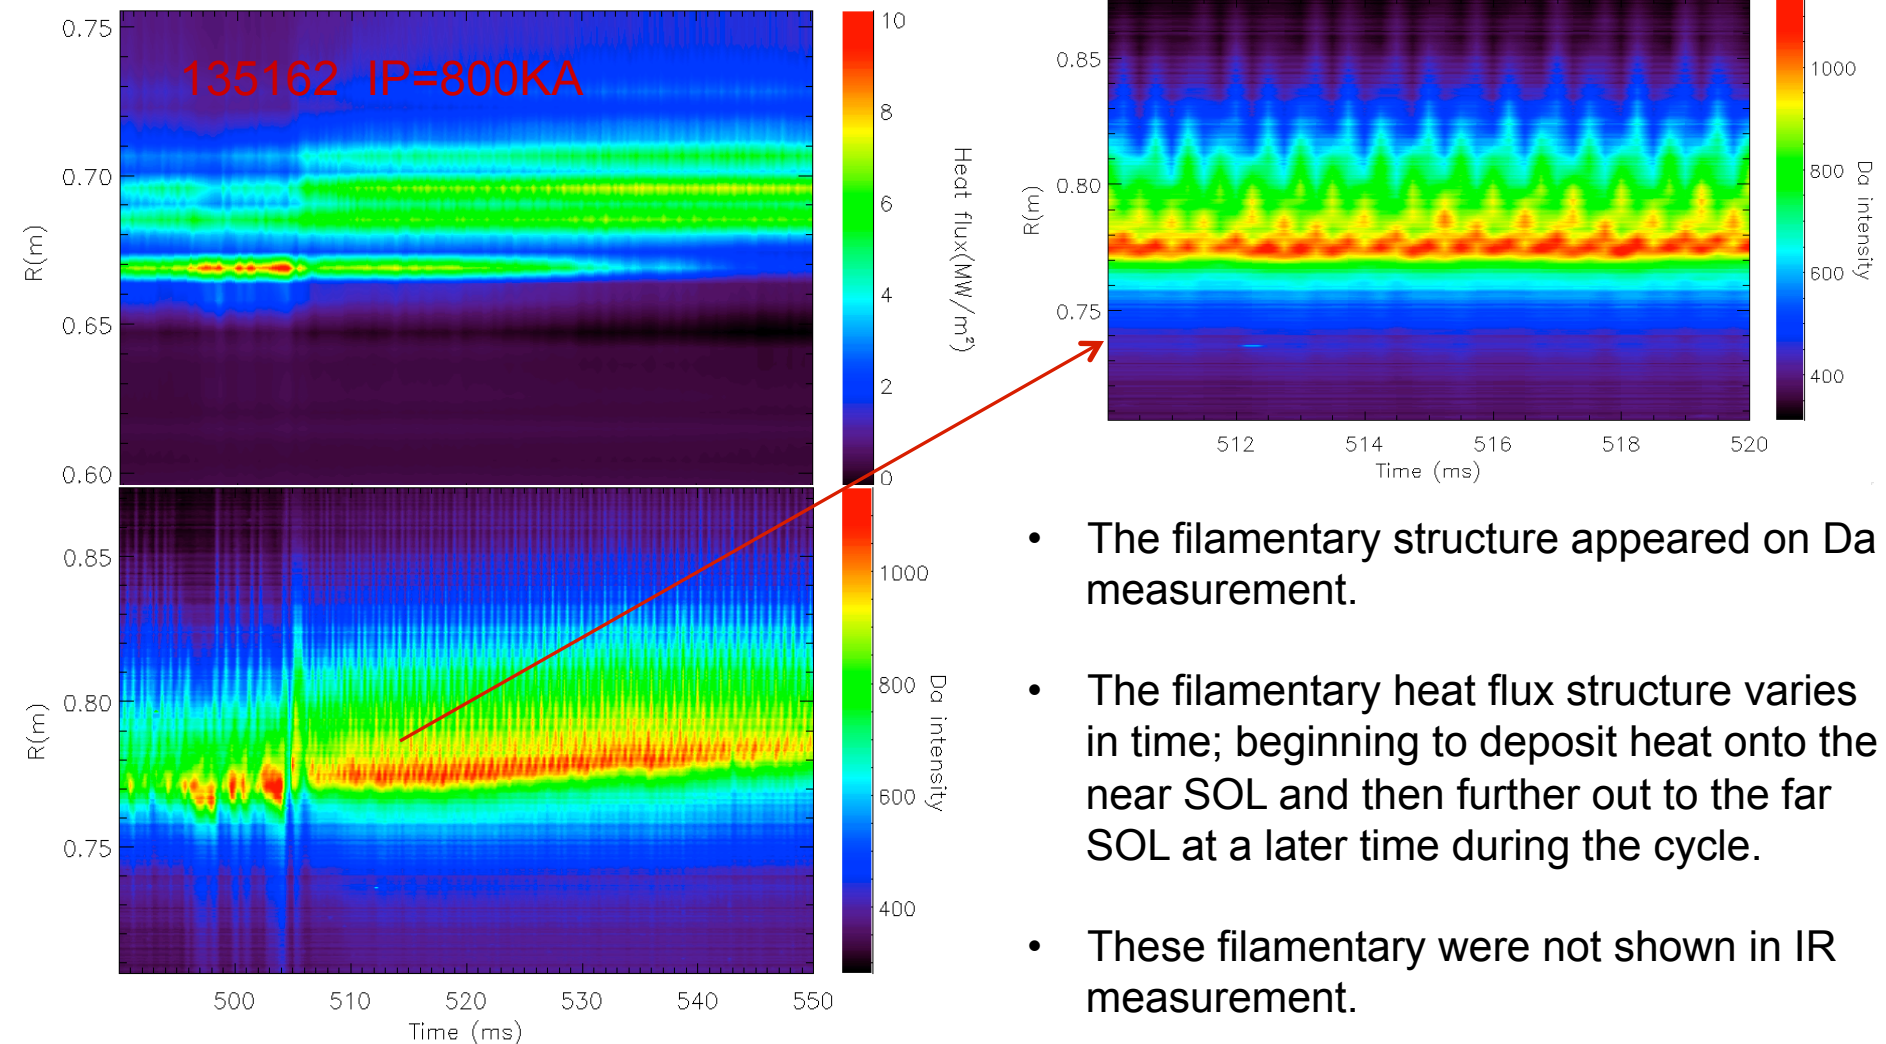 135162 IP=800KA
0.75
0.70
0.65
0.60
R(m)
10
8
6
4
2
0
Heat flux(MW/m²)
0.85
0.80
0.75
R(m)
1000
800
600
400
Da intensity
500 510 520 530 540 550
Time (ms)
0.85
0.80
0.75
R(m)
512 514 516 518 520
Time (ms)
1000
800
600
400
Da intensity
• The filamentary structure appeared on Da
measurement.
• The filamentary heat flux structure varies
in time; beginning to deposit heat onto the
near SOL and then further out to the far
SOL at a later time during the cycle.
• These filamentary were not shown in IR
measurement.